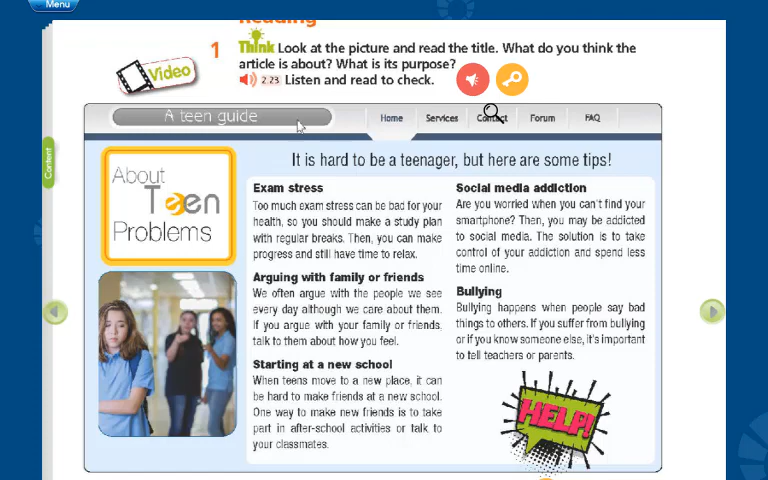 Menu
Reading
1
Think Look at the picture and read the title. What do you think the
article is about? What is its purpose?
2.23 Listen and read to check.
Video
A teen guide
Home Services Contact Forum FAQ
Content
It is hard to be a teenager, but here are some tips!
About
Teen
Problems
Exam stress
Too much exam stress can be bad for your
health, so you should make a study plan
with regular breaks. Then, you can make
progress and still have time to relax.
Arguing with family or friends
We often argue with the people we see
every day although we care about them.
If you argue with your family or friends,
talk to them about how you feel.
Starting at a new school
When teens move to a new place, it can
be hard to make friends at a new school.
One way to make new friends is to take
part in after-school activities or talk to
your classmates.
Social media addiction
Are you worried when you can't find your
smartphone? Then, you may be addicted
to social media. The solution is to take
control of your addiction and spend less
time online.
Bullying
Bullying happens when people say bad
things to others. If you suffer from bullying
or if you know someone else, it's important
to tell teachers or parents.
HELP!